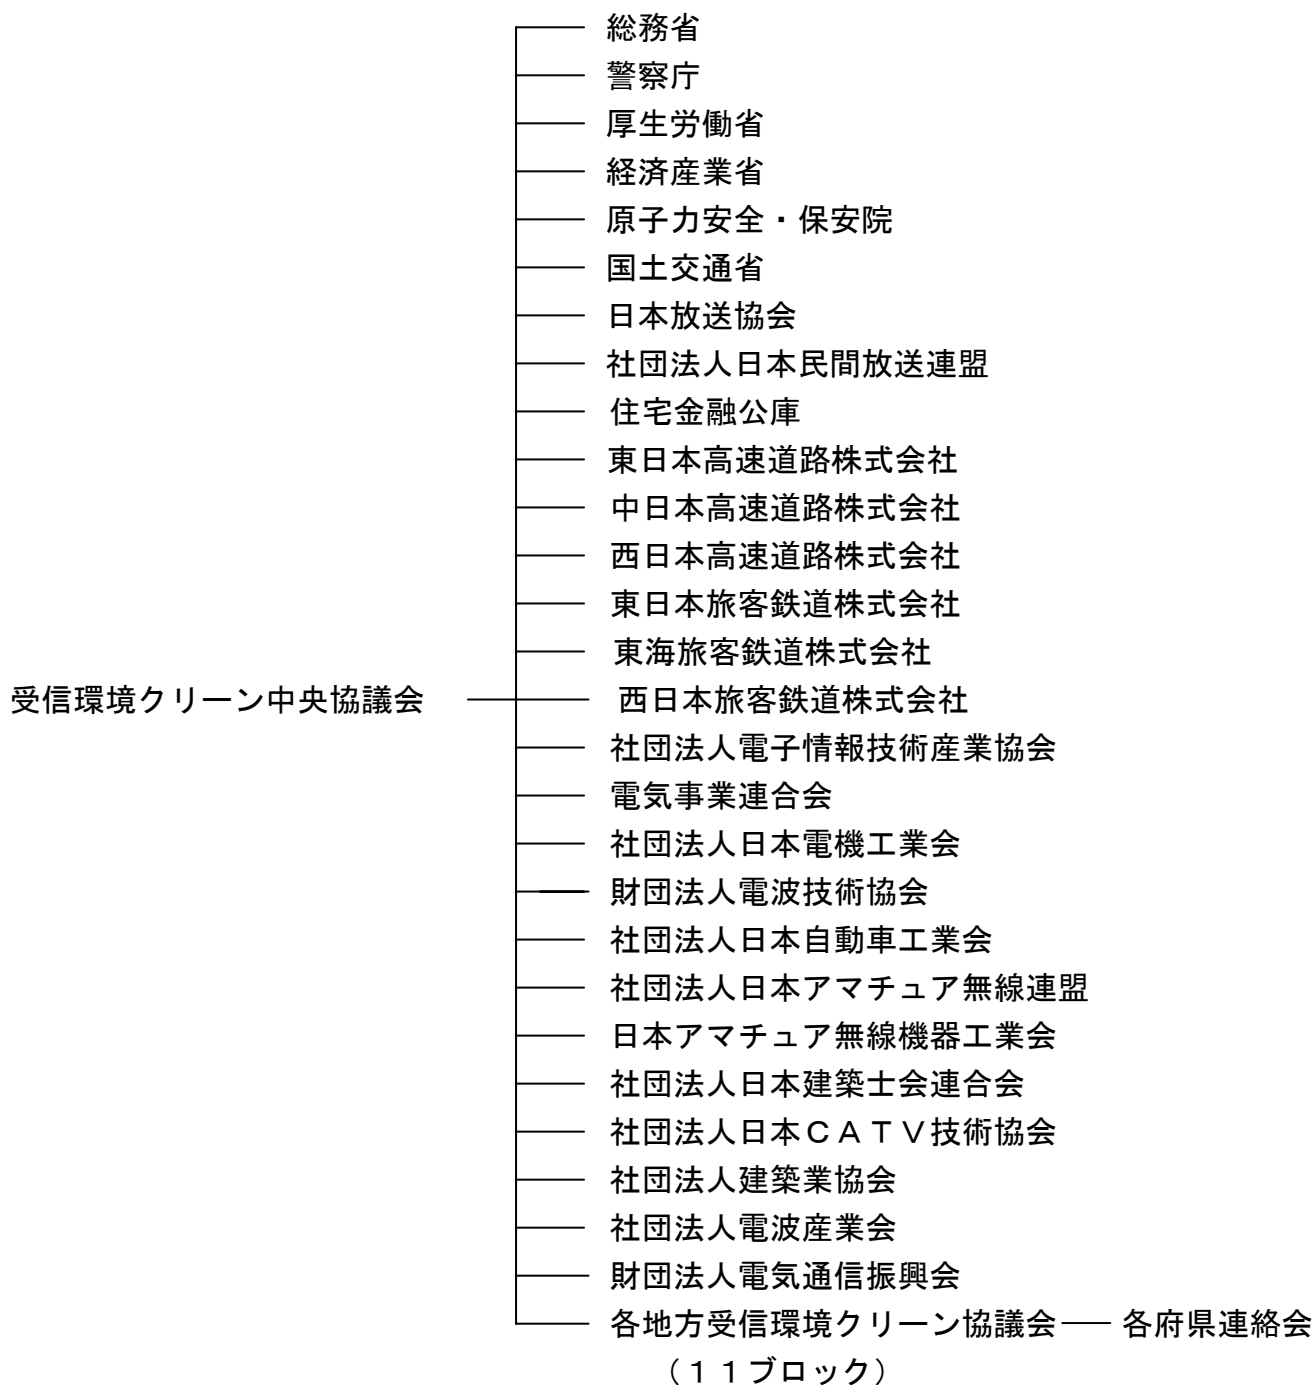 総務省
警察庁
厚生労働省
経済産業省
原子力安全・保安院
国土交通省
日本放送協会
社団法人日本民間放送連盟
住宅金融公庫
東日本高速道路株式会社
中日本高速道路株式会社
西日本高速道路株式会社
東日本旅客鉄道株式会社
東海旅客鉄道株式会社
受信環境クリーン中央協議会 西日本旅客鉄道株式会社
社団法人電子情報技術産業協会
電気事業連合会
社団法人日本電機工業会
財団法人電波技術協会
社団法人日本自動車工業会
社団法人日本アマチュア無線連盟
日本アマチュア無線機器工業会
社団法人日本建築士会連合会
社団法人日本CATV技術協会
社団法人建築業協会
社団法人電波産業会
財団法人電気通信振興会
各地方受信環境クリーン協議会 各府県連絡会
(11ブロック)